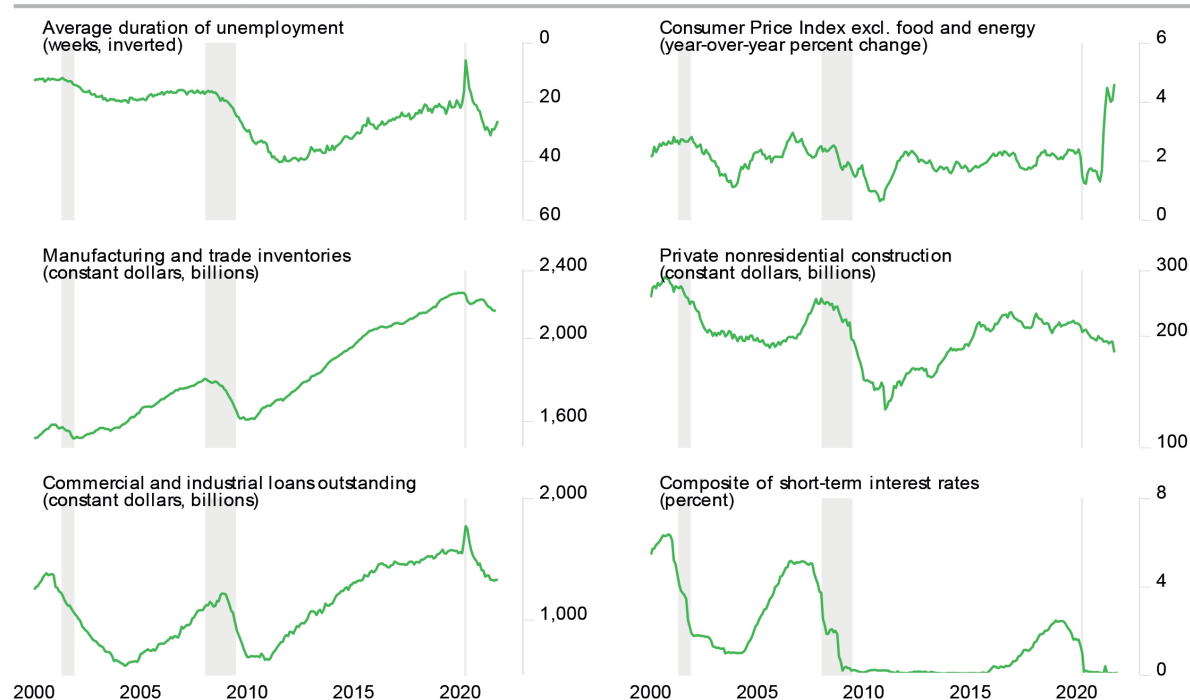 Average duration of unemployment
(weeks, inverted)
0
20
40
60
Consumer Price Index excl. food and energy
(year-over-year percent change)
6
4
2
0
Manufacturing and trade inventories
(constant dollars, billions)
2,400
2,000
1,600
Private nonresidential construction
(constant dollars, billions)
300
200
100
Commercial and industrial loans outstanding
(constant dollars, billions)
2,000
1,000
2000 2005 2010 2015 2020
Composite of short-term interest rates
(percent)
8
4
0
2000 2005 2010 2015 2020